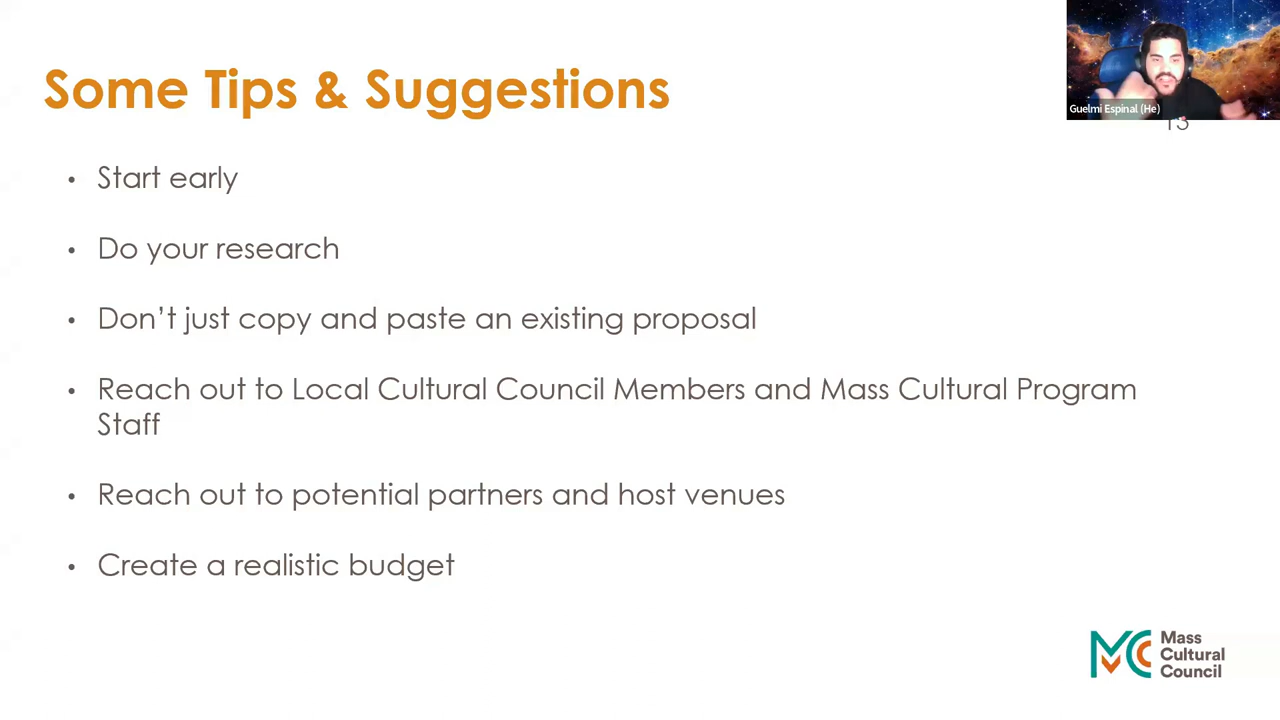 Some Tips & Suggestions
Guelmi Espinal (He)
13
• Start early
• Do your research
• Don’t just copy and paste an existing proposal
• Reach out to Local Cultural Council Members and Mass Cultural Program
Staff
• Reach out to potential partners and host venues
• Create a realistic budget
MCC
Mass
Cultural
Council